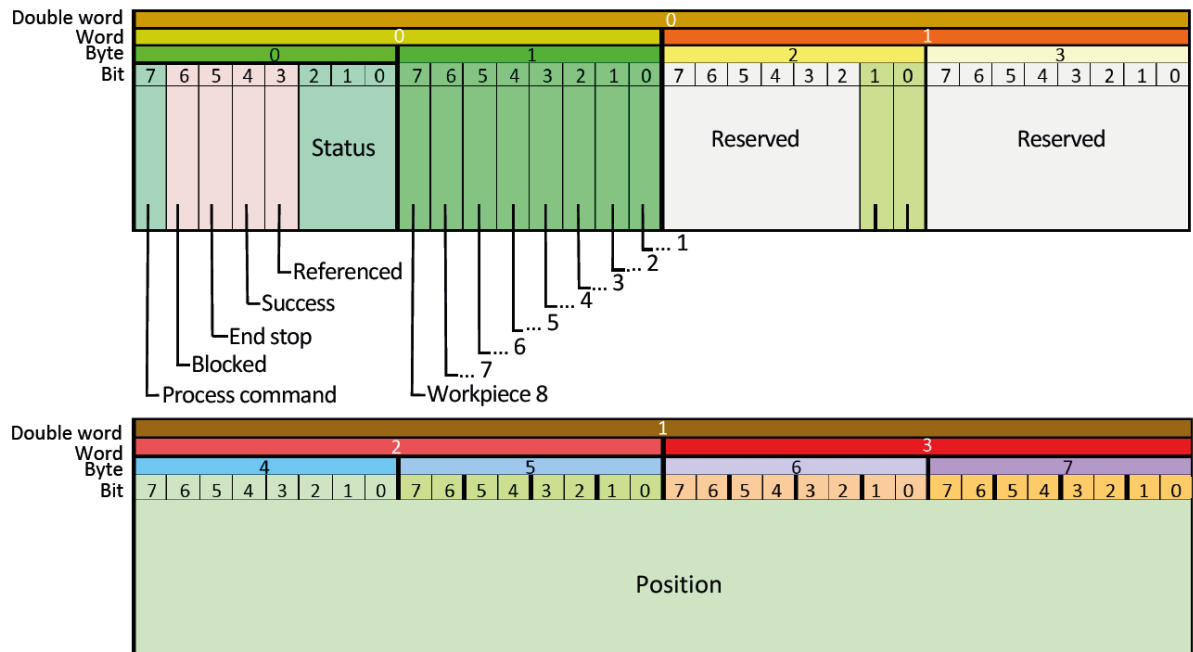 Double word 0
Word 0 1
Byte 0 1 2 3
Bit 7 6 5 4 3 2 1 0 7 6 5 4 3 2 1 0 7 6 5 4 3 2 1 0 7 6 5 4 3 2 1 0
Status Reserved Reserved
... 1
... 2
Referenced ... 3
Success ... 4
... 5
End stop ... 6
Blocked ... 7
Process command Workpiece 8
Double word 1
Word 2 3
Byte 4 5 6 7
Bit 7 6 5 4 3 2 1 0 7 6 5 4 3 2 1 0 7 6 5 4 3 2 1 0 7 6 5 4 3 2 1 0
Position